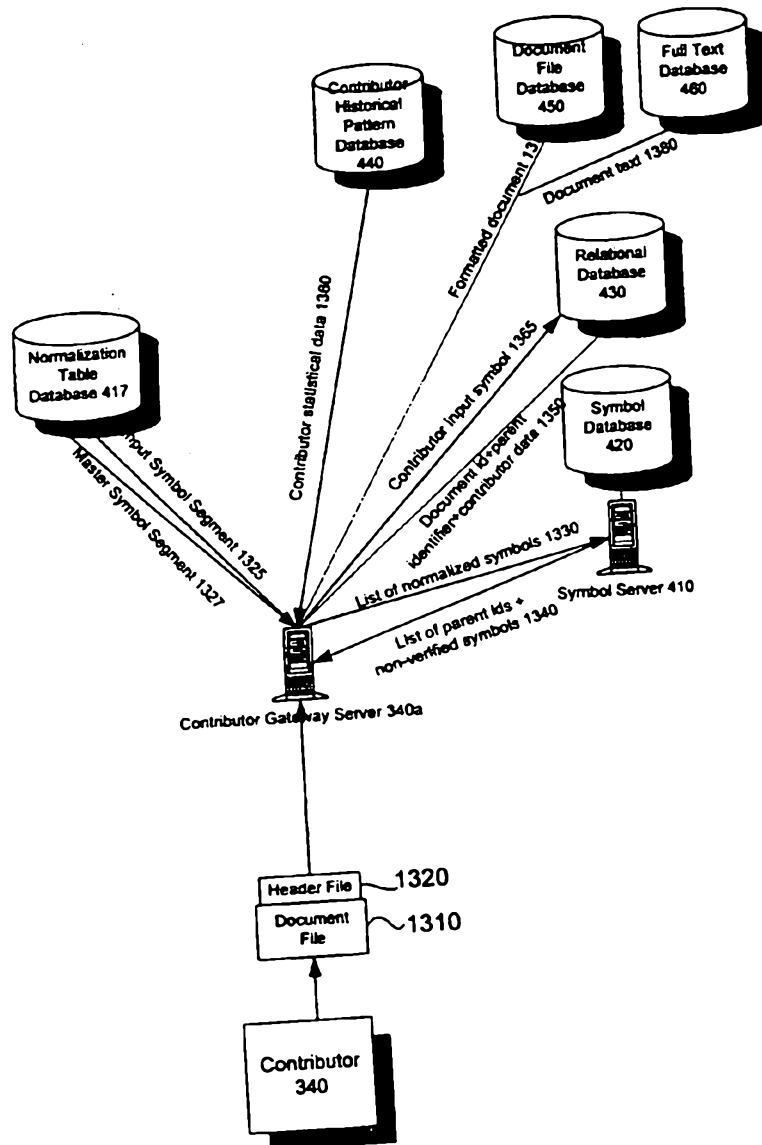 Contributor
Historical
Pattern
Database
440
Document
File
Database
450
Full Text
Database
460
Formatted document 13
Document text 1380
Relational
Database
430
Normalization
Table
Database 417
Input Symbol Segment 1325
Master Symbol Segment 1327
Contributor statistical data 1360
Contributor input symbol 1365
Document id+parent
identifier+contributor data 1350
Symbol
Database
420
List of normalized symbols 1330
Symbol Server 410
List of parent ids +
non-verified symbols 1340
Contributor Gateway Server 340a
Header File
1320
Document
File
1310
Contributor
340